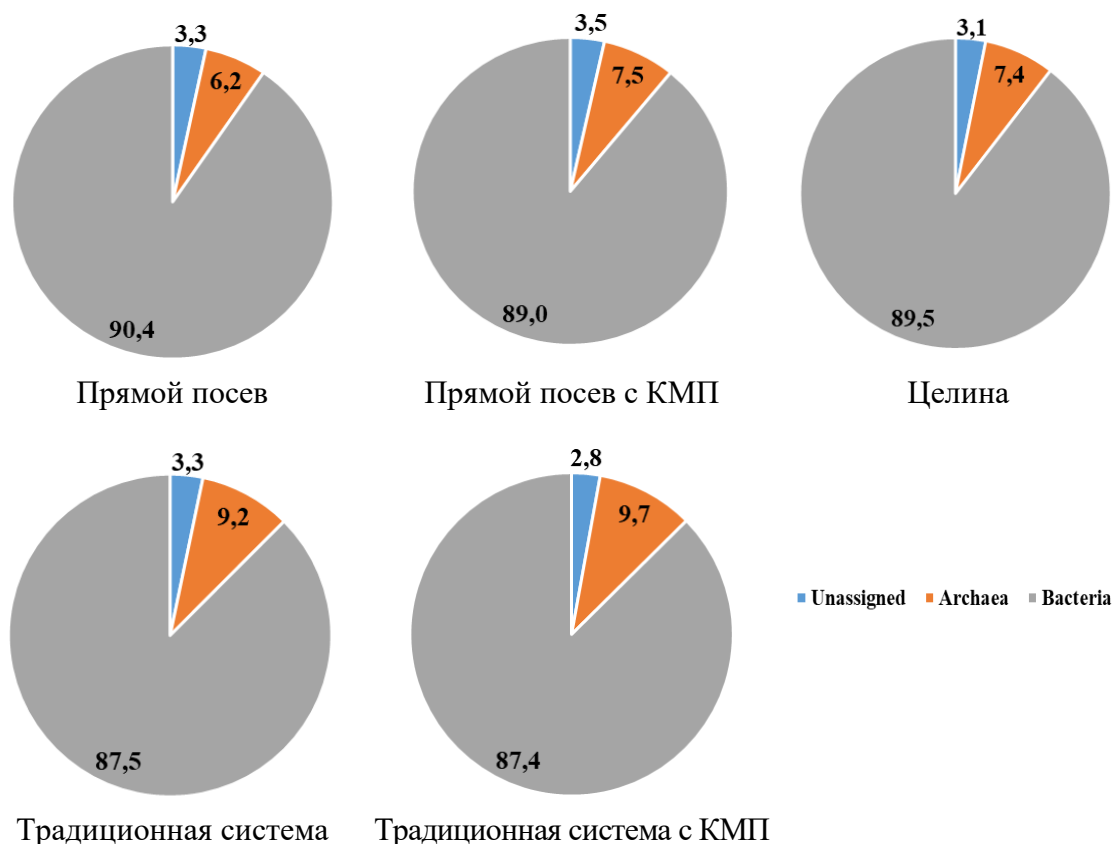 3,3
6,2
90,4
Прямой посев
3,5
7,5
89,0
Прямой посев с КМП
3,1
7,4
89,5
Целина
3,3
9,2
87,5
Традиционная система
2,8
9,7
87,4
Традиционная система с КМП
Unassigned Archaea Bacteria